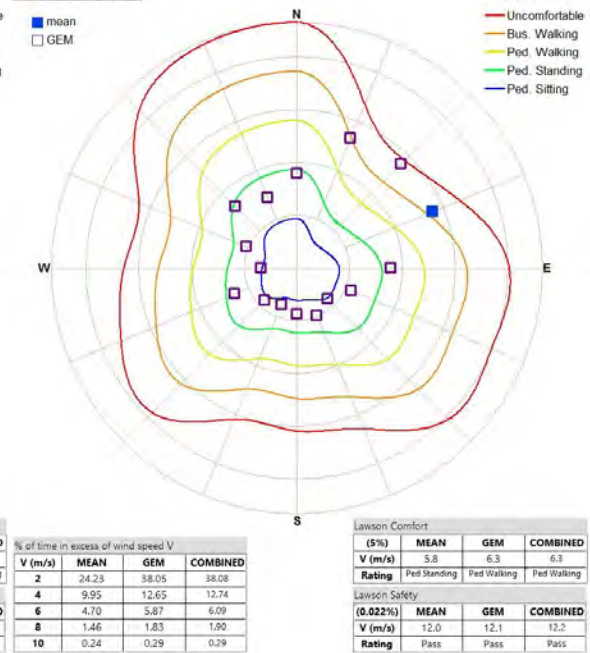 mean
GEM
N
Uncomfortable
Bus. Walking
Ped. Walking
Ped. Standing
Ped. Sitting
W
E
S
% of time in excess of wind speed V
V (m/s) MEAN GEM COMBINED
2 24.23 38.05 38.08
4 9.95 12.65 12.74
6 4.70 5.87 6.09
8 1.46 1.83 1.90
10 0.24 0.29 0.29
Lawson Comfort
(5%) MEAN GEM COMBINED
V (m/s) 5.8 6.3 6.3
Rating Ped Standing Ped Walking Ped Walking
Lawson Safety
(0.022%) MEAN GEM COMBINED
V (m/s) 12.0 12.1 12.2
Rating Pass Pass Pass